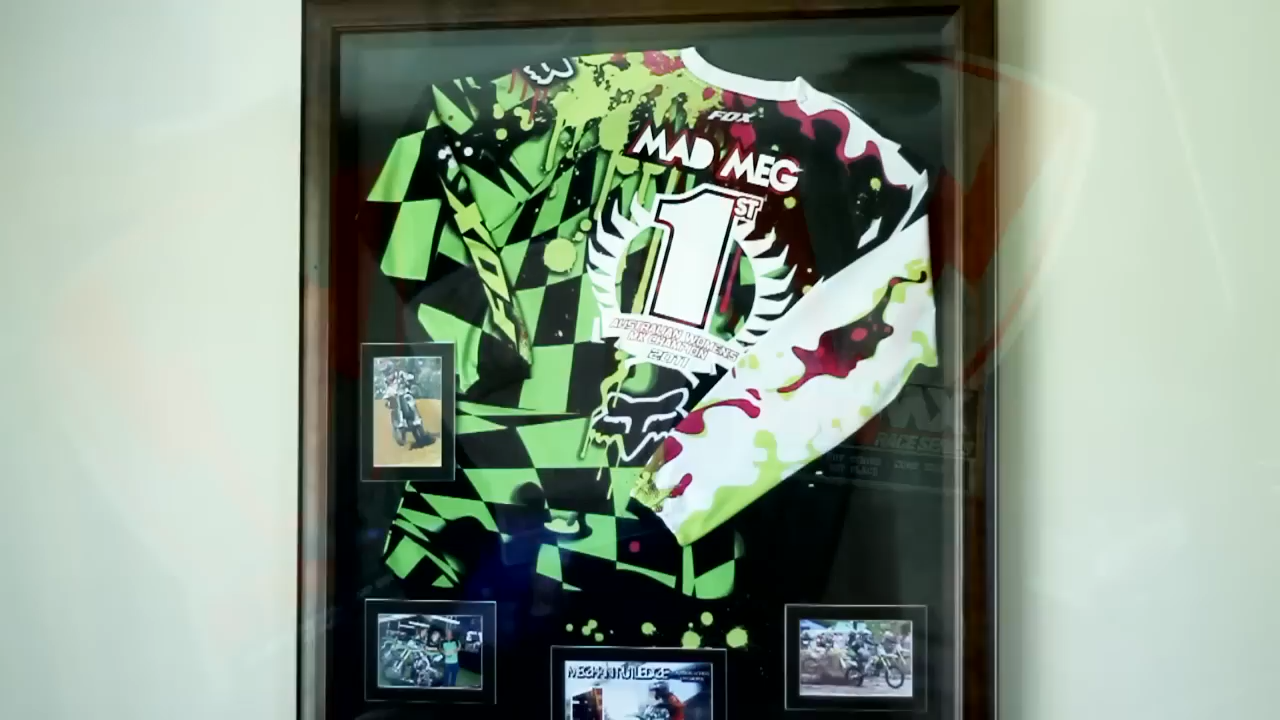 FOX
MAD MEG
1ST
FOX
AUSTRALIAN WOMENS
MX CHAMPION
2011
MX
RACE SERIES
MEGHAN RUTLEDGE